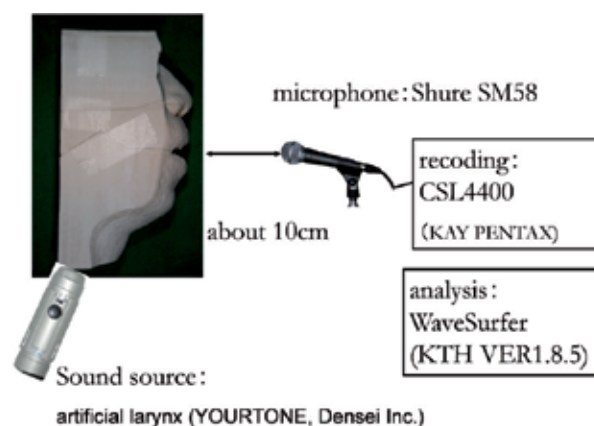 microphone：Shure SM58
recoding：
CSL4400
(KAY PENTAX)
about 10cm
analysis：
WaveSurfer
(KTH VER1.8.5)
Sound source：
artificial larynx (YOURTONE, Densei Inc.)